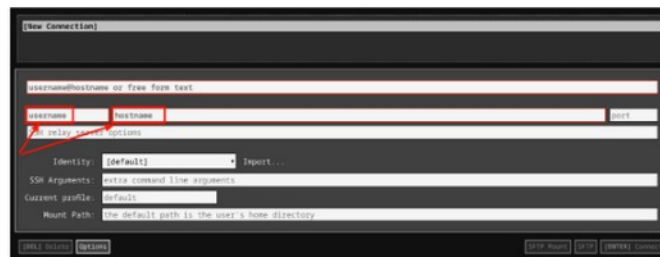 [New Connection]
username@hostname or free form text
username hostname port
SSH relay server options
Identity: [default] Import...
SSH Arguments: extra command line arguments
Current profile: default
Mount Path: the default path is the user's home directory
[DEL] Delete Options SFTP Mount SFTP [ENTER] Connect